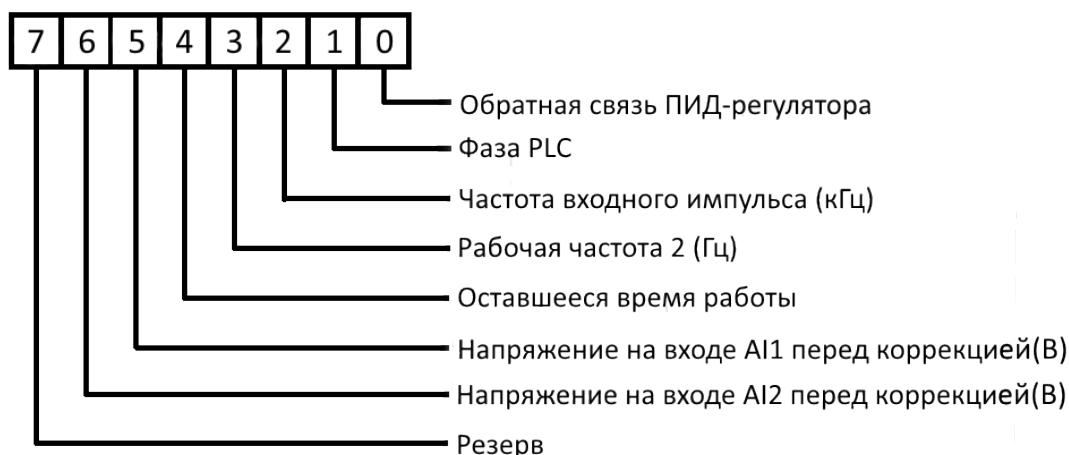 7 6 5 4 3 2 1 0
Обратная связь ПИД-регулятора
Фаза PLC
Частота входного импульса (кГц)
Рабочая частота 2 (Гц)
Оставшееся время работы
Напряжение на входе AI1 перед коррекцией(В)
Напряжение на входе AI2 перед коррекцией(В)
Резерв